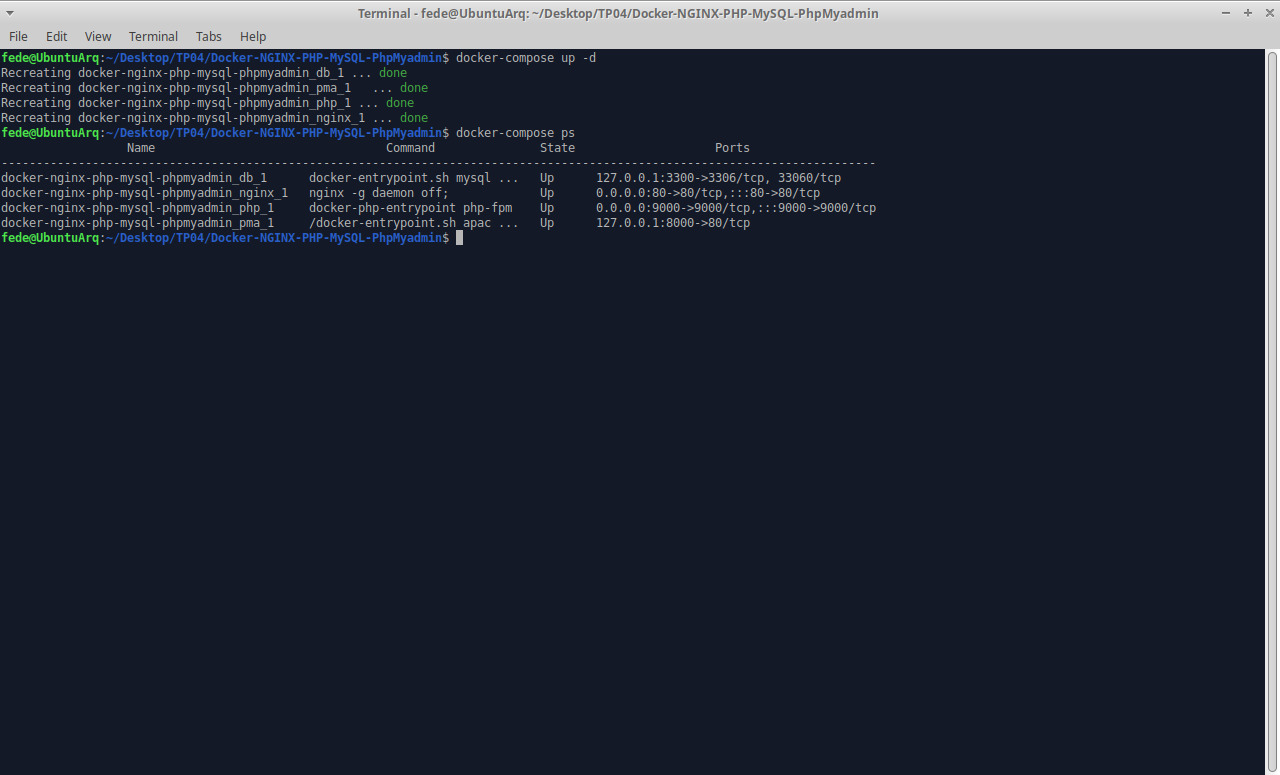 Terminal - fede@UbuntuArq: ~/Desktop/TP04/Docker-NGINX-PHP-MySQL-PhpMyadmin
File Edit View Terminal Tabs Help
fede@UbuntuArq:~/Desktop/TP04/Docker-NGINX-PHP-MySQL-PhpMyadmin$ docker-compose up -d
Recreating docker-nginx-php-mysql-phpmyadmin_db_1 ... done
Recreating docker-nginx-php-mysql-phpmyadmin_pma_1   ... done
Recreating docker-nginx-php-mysql-phpmyadmin_php_1 ... done
Recreating docker-nginx-php-mysql-phpmyadmin_nginx_1 ... done
fede@UbuntuArq:~/Desktop/TP04/Docker-NGINX-PHP-MySQL-PhpMyadmin$ docker-compose ps
                  Name                                 Command               State                    Ports
-----------------------------------------------------------------------------------------------------------------------------
docker-nginx-php-mysql-phpmyadmin_db_1      docker-entrypoint.sh mysql ...   Up      127.0.0.1:3300->3306/tcp, 33060/tcp
docker-nginx-php-mysql-phpmyadmin_nginx_1   nginx -g daemon off;             Up      0.0.0.0:80->80/tcp,:::80->80/tcp
docker-nginx-php-mysql-phpmyadmin_php_1     docker-php-entrypoint php-fpm    Up      0.0.0.0:9000->9000/tcp,:::9000->9000/tcp
docker-nginx-php-mysql-phpmyadmin_pma_1     /docker-entrypoint.sh apac ...   Up      127.0.0.1:8000->80/tcp
fede@UbuntuArq:~/Desktop/TP04/Docker-NGINX-PHP-MySQL-PhpMyadmin$